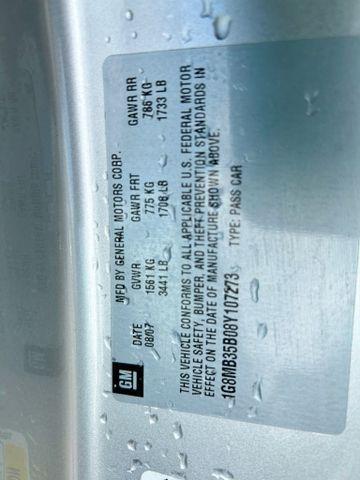 MFD BY GENERAL MOTORS CORP.
DATE GVWR GAWR FRT GAWR RR
08/07 1561 KG 775 KG 786 KG
3441 LB 1708 LB 1733 LB
GM
THIS VEHICLE CONFORMS TO ALL APPLICABLE U.S. FEDERAL MOTOR
VEHICLE SAFETY, BUMPER, AND THEFT PREVENTION STANDARDS IN
EFFECT ON THE DATE OF MANUFACTURE SHOWN ABOVE.
1G8MB35B08Y107273 TYPE: PASS CAR